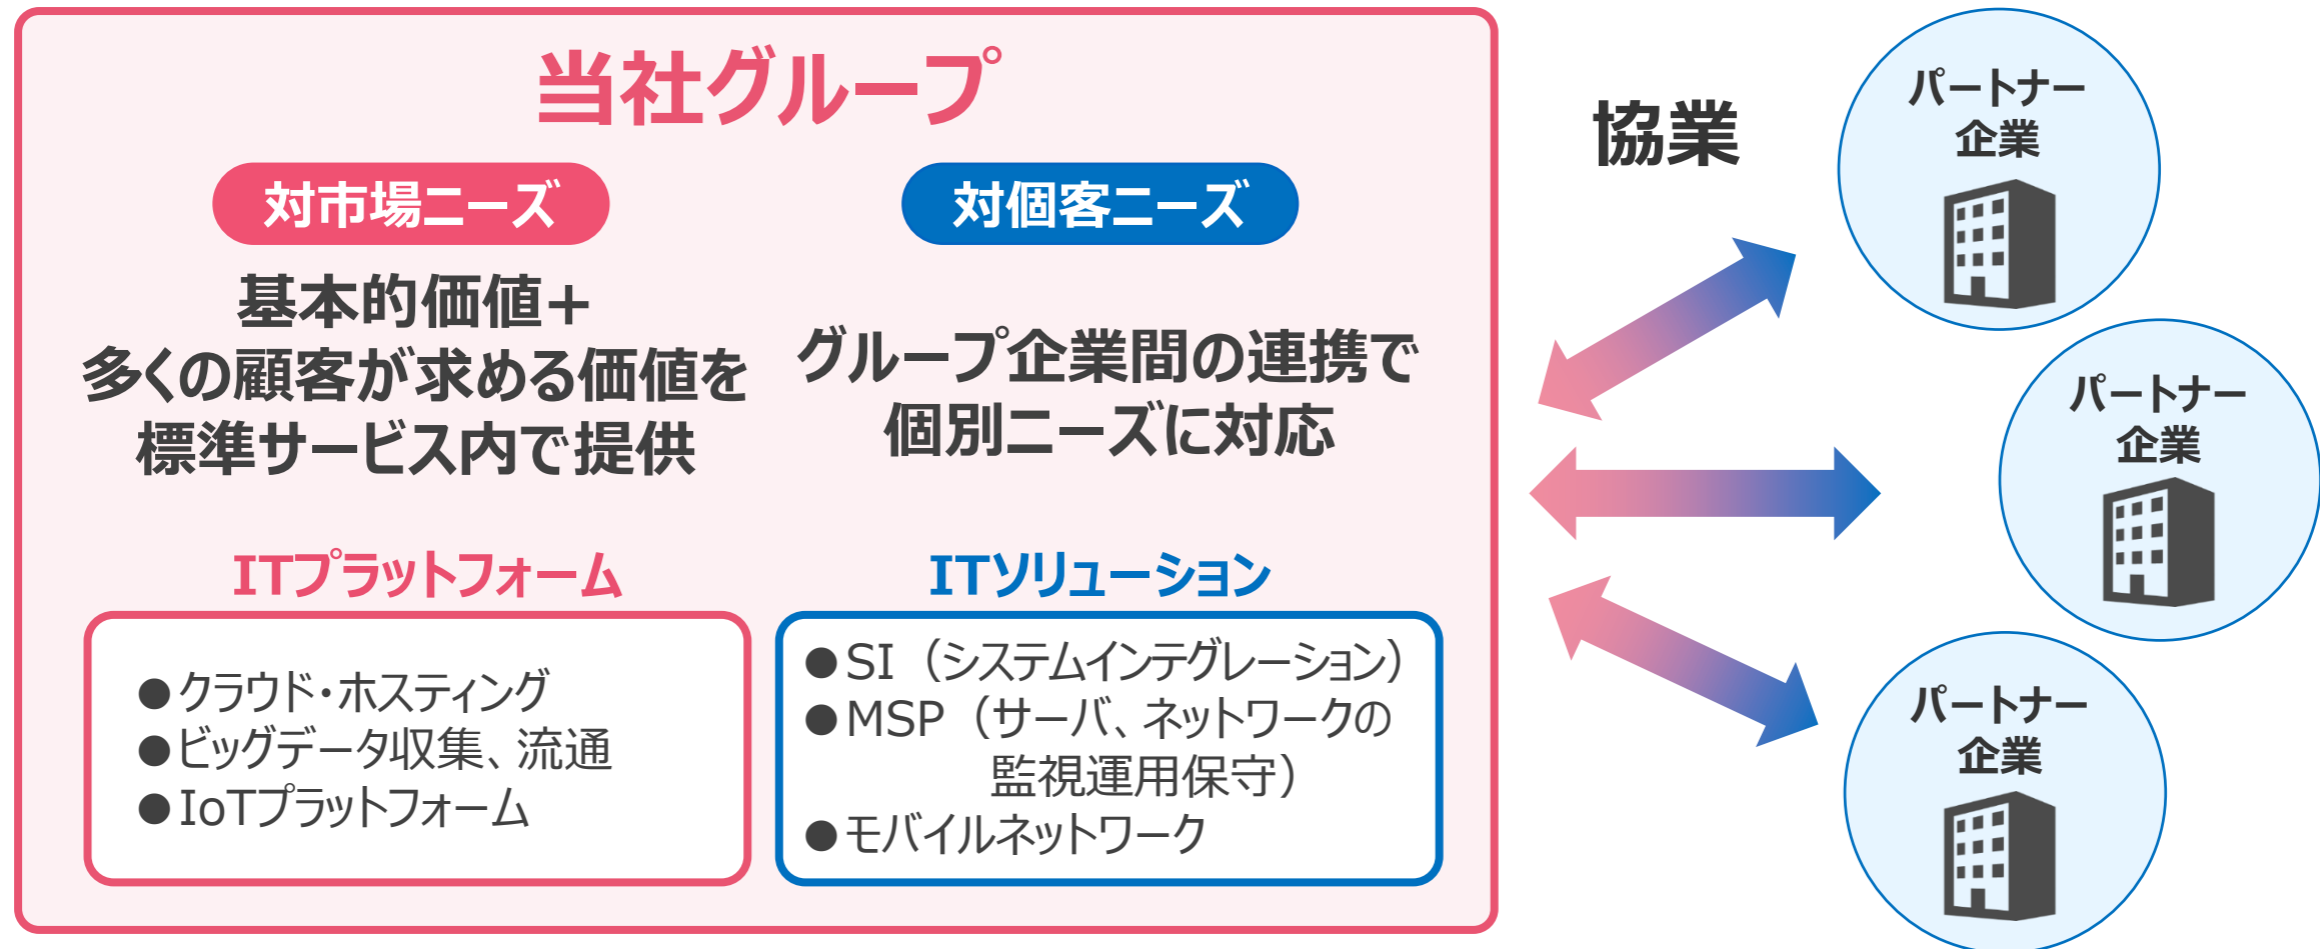 当社グループ
対市場ニーズ
基本的価値+
多くの顧客が求める価値を
標準サービス内で提供
ITプラットフォーム
●クラウド・ホスティング
●ビッグデータ収集、流通
●IoTプラットフォーム
対個客ニーズ
グループ企業間の連携で
個別ニーズに対応
ITソリューション
●SI（システムインテグレーション）
●MSP（サーバ、ネットワークの
監視運用保守）
●モバイルネットワーク
協業
パートナー
企業
パートナー
企業
パートナー
企業